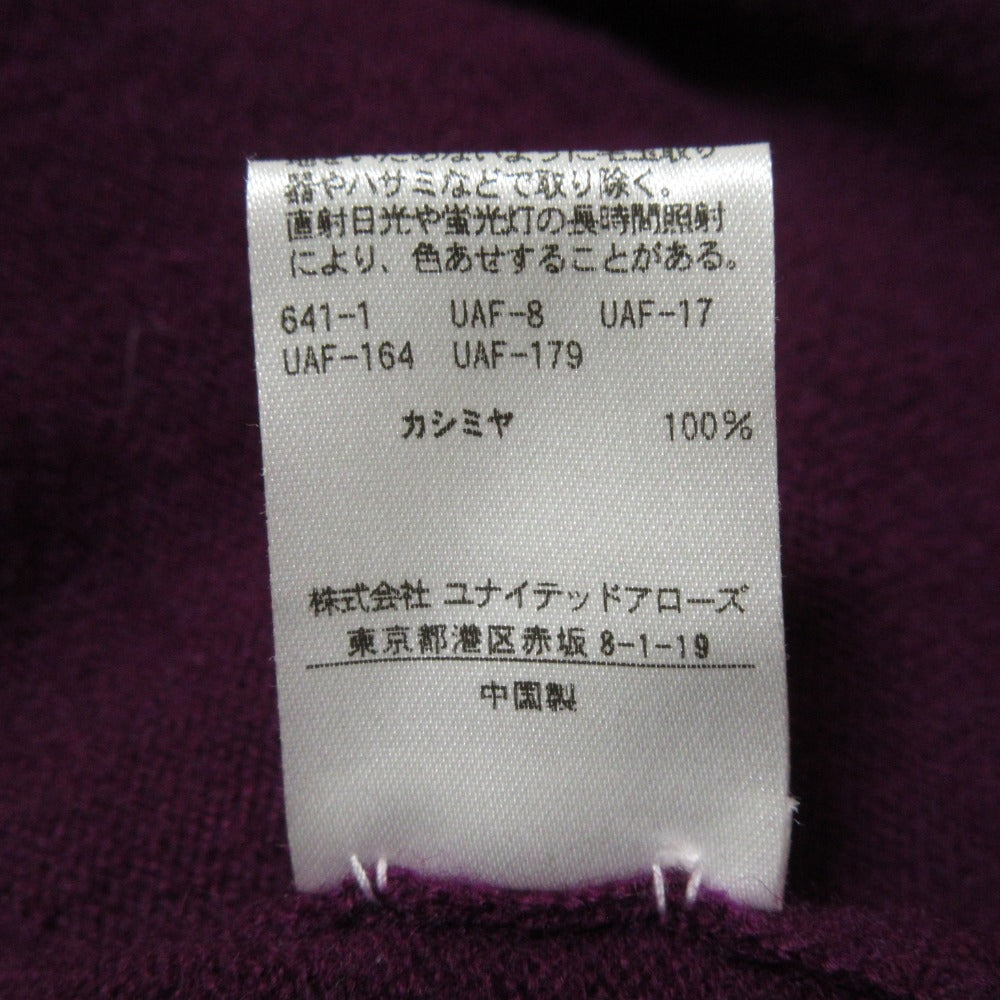 器やハサミなどで取り除く。
直射日光や蛍光灯の長時間照射
により、色あせすることがある。
641-1 UAF-8 UAF-17
UAF-164 UAF-179
カシミヤ 100%
株式会社 ユナイテッドアローズ
東京都港区赤坂 8-1-19
中国製